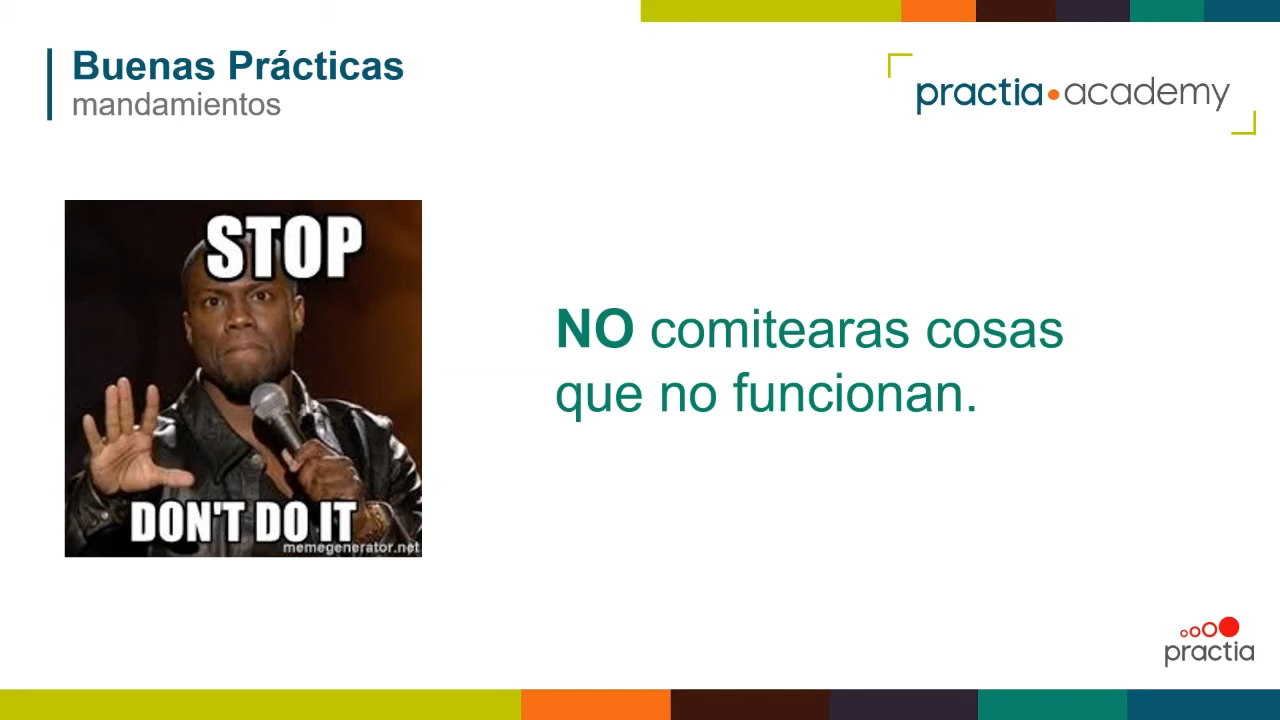 Buenas Prácticas
mandamientos
practia academy
STOP
DON'T DO IT
memegenerator.net
NO comitearas cosas
que no funcionan.
practia